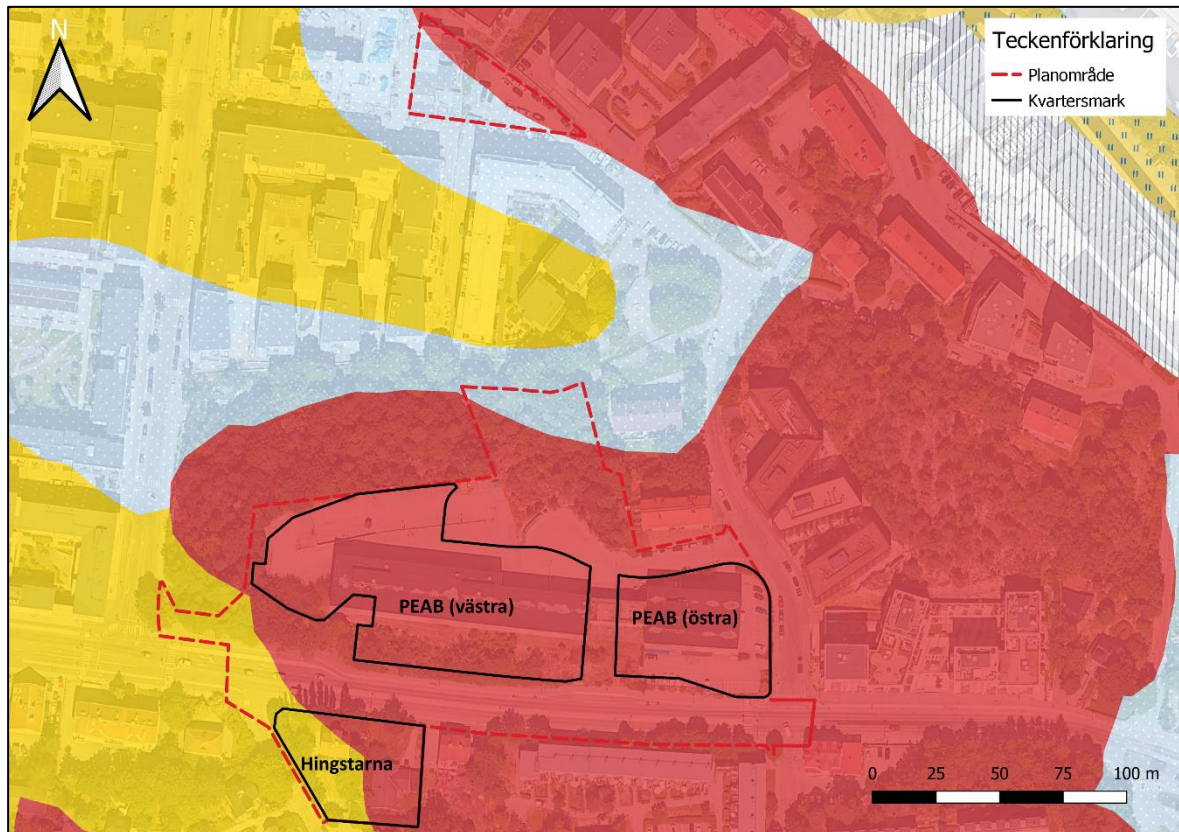 N
Teckenförklaring
Planområde
Kvartersmark
PEAB (västra)
PEAB (östra)
Hingstarna
0 25 50 75 100 m